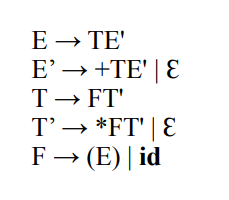 E → TE'
E’ → +TE' | Ɛ
T → FT'
T’ → *FT' | Ɛ
F → (E) | id